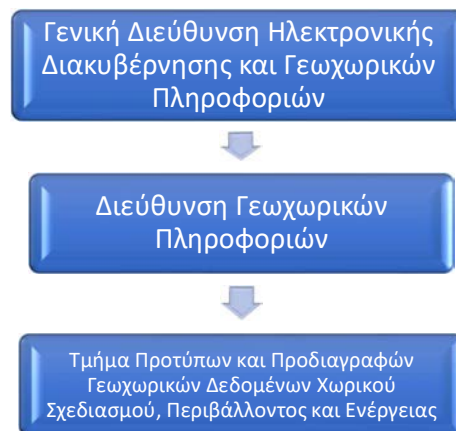 Γενική Διεύθυνση Ηλεκτρονικής
Διακυβέρνησης και Γεωχωρικών
Πληροφοριών
Διεύθυνση Γεωχωρικών
Πληροφοριών
Τμήμα Προτύπων και Προδιαγραφών
Γεωχωρικών Δεδομένων Χωρικού
Σχεδιασμού, Περιβάλλοντος και Ενέργειας